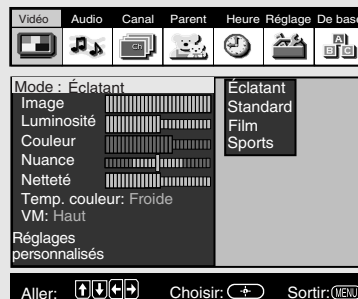 Vidéo Audio Canal Parent Heure Réglage De base
Ch
A
B C
Mode : Éclatant
Image
Luminosité
Couleur
Nuance
Netteté
Temp. couleur: Froide
VM: Haut
Réglages
personnalisés
Éclatant
Standard
Film
Sports
Aller: Choisir: Sortir: MENU